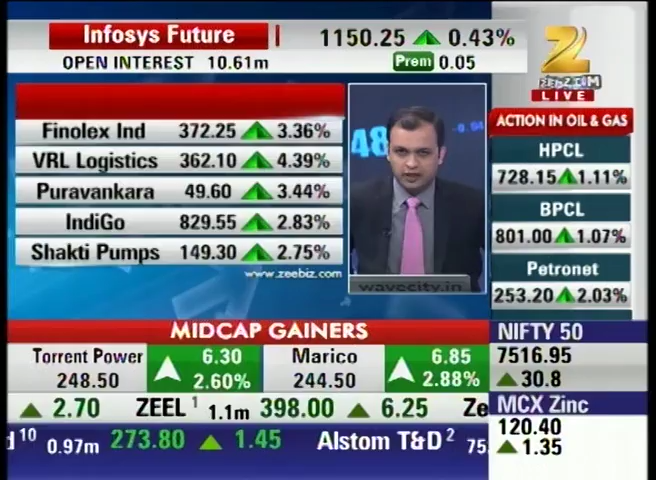 Infosys Future
1150.25 0.43%
OPEN INTEREST 10.61m
Prem 0.05
Z
LIVE
Finolex Ind 372.25 3.36%
VRL Logistics 362.10 4.39%
Puravankara 49.60 3.44%
IndiGo 829.55 2.83%
Shakti Pumps 149.30 2.75%
www.zeebiz.com
48
wavecity.in
ACTION IN OIL & GAS
HPCL
728.15 1.11%
BPCL
801.00 1.07%
Petronet
253.20 2.03%
MIDCAP GAINERS
Torrent Power 6.30
248.50 2.60%
Marico 6.85
244.50 2.88%
NIFTY 50
7516.95
30.8
2.70 ZEEL 1 1.1m 398.00 6.25 Ze
MCX Zinc
120.40
1.35
d 10 0.97m 273.80 1.45 Alstom T&D 2 75